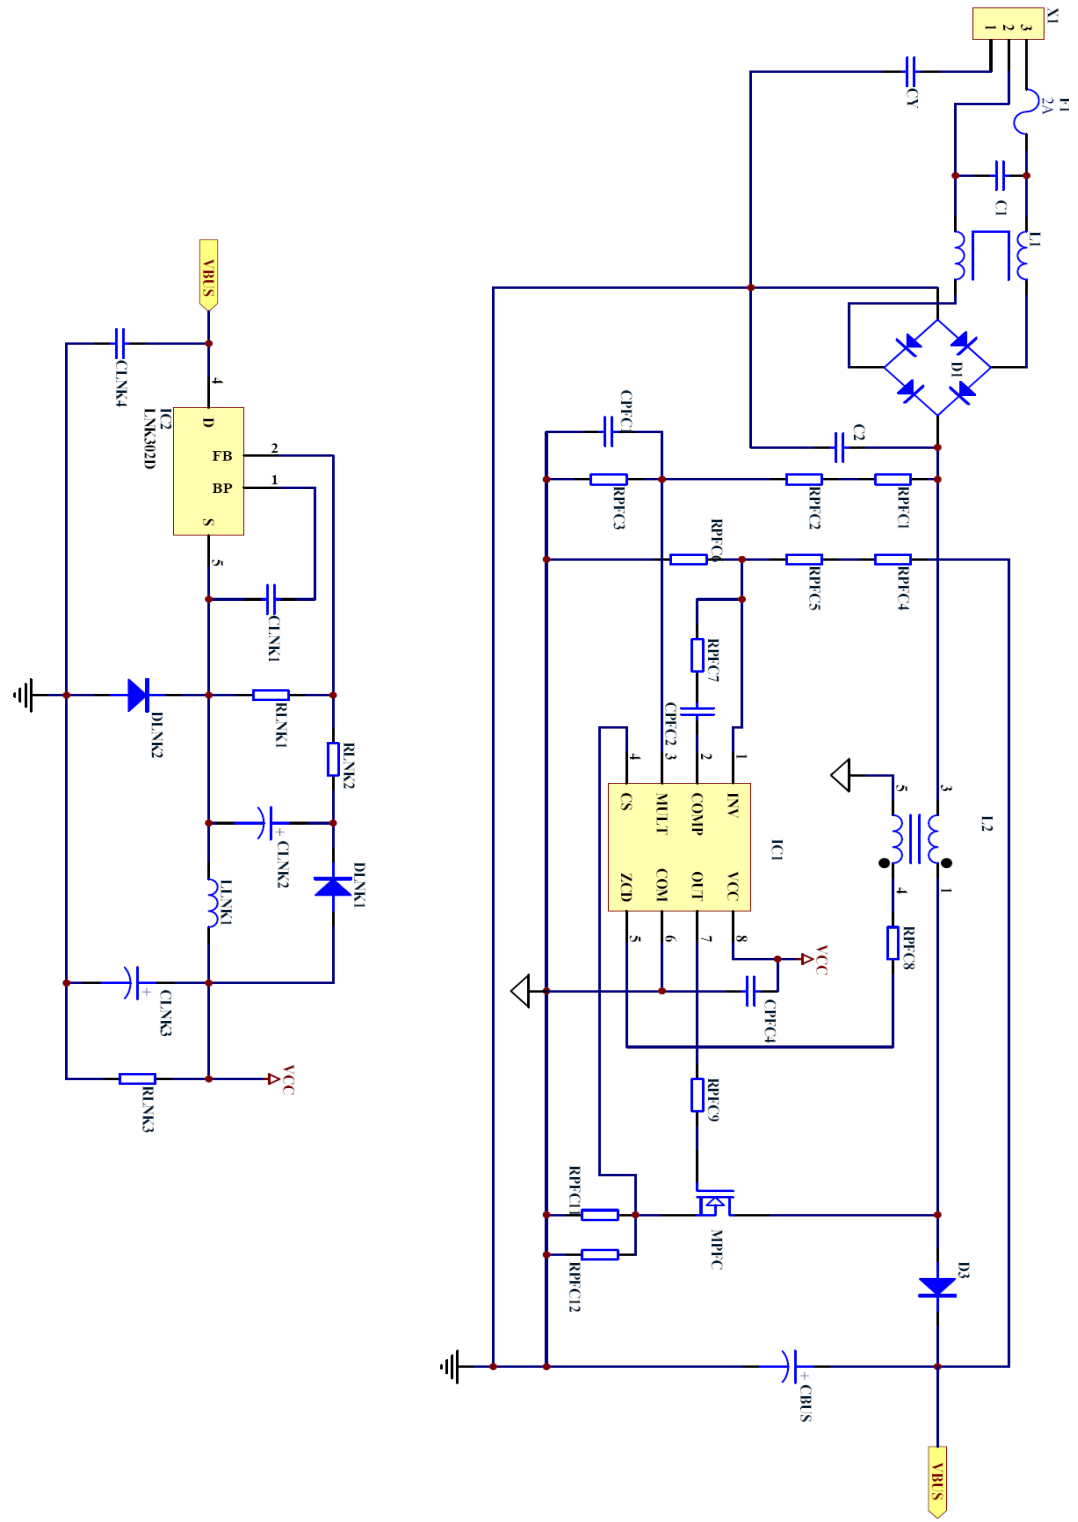 X1
3
2
1
F1
2A
CY
C1
L1
D1
C2
CPFC1
RPFC3
RPFC2
RPFC1
RPFC6
RPFC5
RPFC4
RPFC7
CPFC2
4
3
2
1
CS
MULT
COMP
INV
IC1
ZCD
COM
OUT
VCC
5
6
7
8
VCC
CPFC4
5
3
L2
4
1
RPFC8
RPFC9
RPFC11
RPFC12
MPFC
D3
+
CBUS
VBUS
VBUS
CLNK4
4
IC2
LNK302D
D
FB
2
BP
1
S
5
CLNK1
DLNK2
RLNK1
RLNK2
+
CLNK2
DLNK1
LLNK1
+
CLNK3
RLNK3
VCC